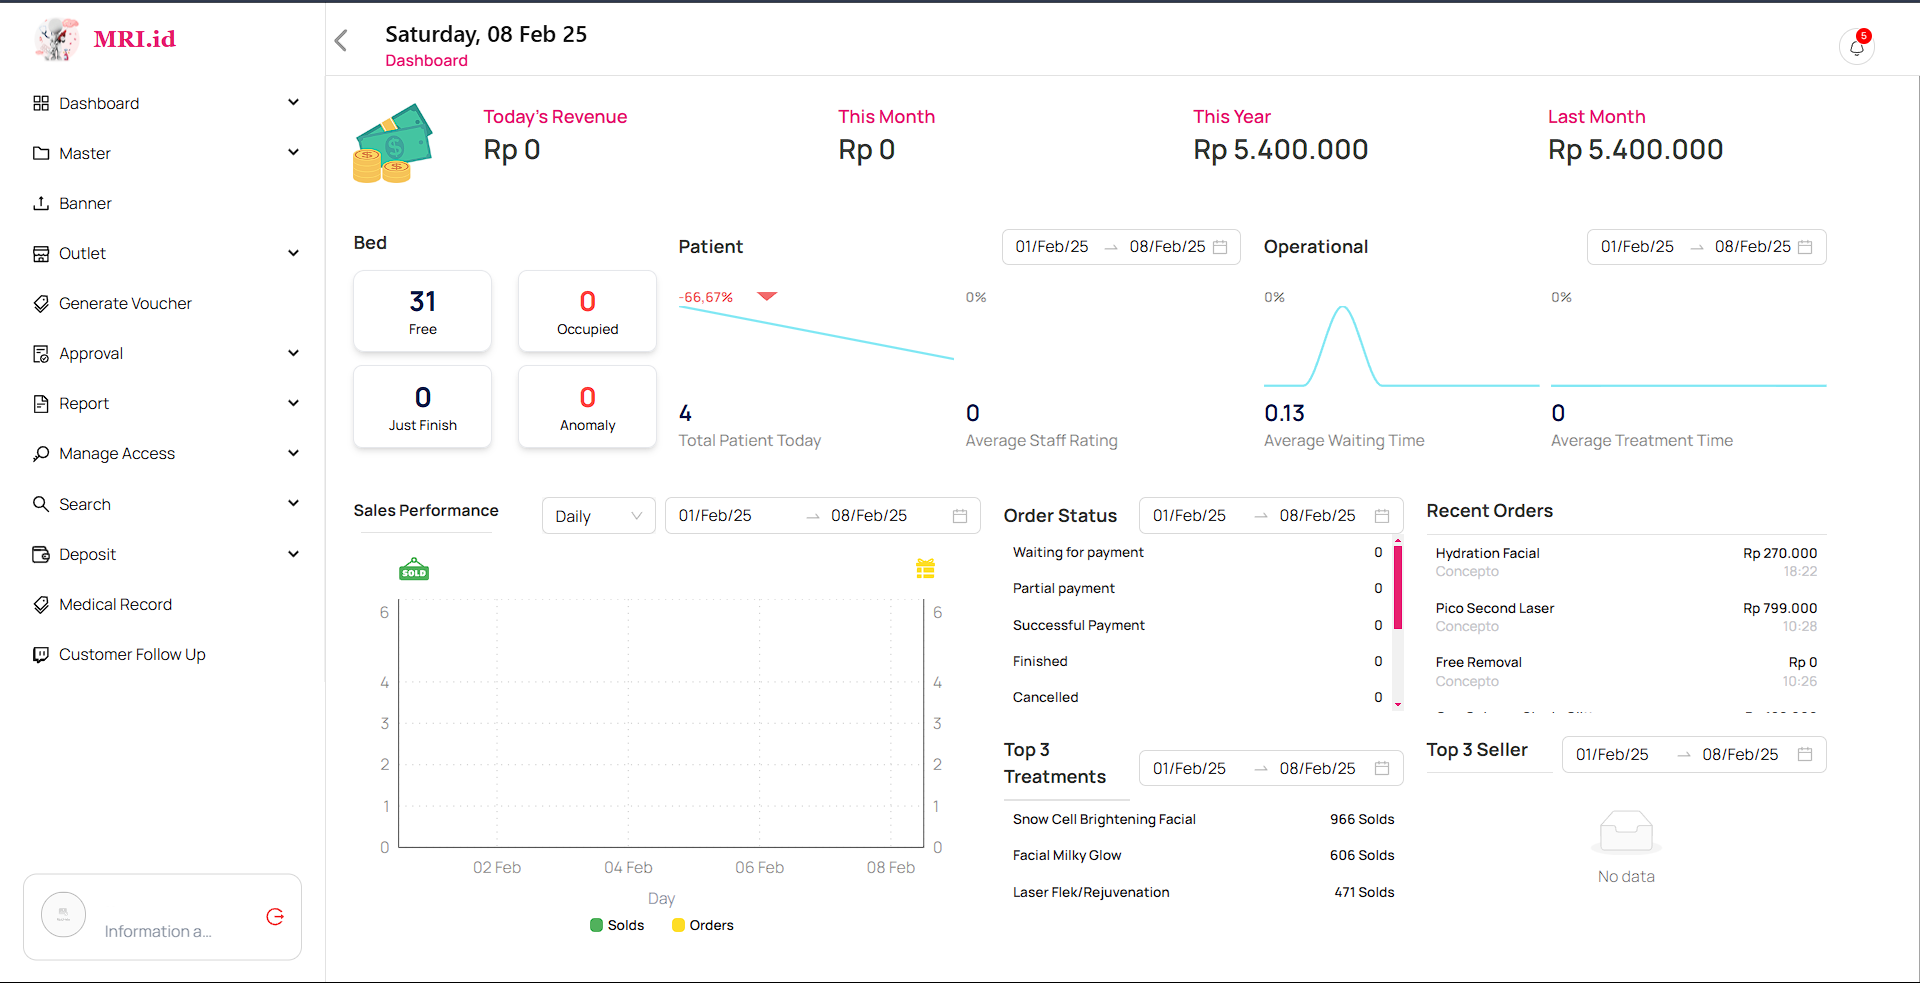 MRI.id
Dashboard
Master
Banner
Outlet
Generate Voucher
Approval
Report
Manage Access
Search
Deposit
Medical Record
Customer Follow Up
Information a...
Saturday, 08 Feb 25
Dashboard
5
Today's Revenue
Rp 0
This Month
Rp 0
This Year
Rp 5.400.000
Last Month
Rp 5.400.000
Bed
31
Free
0
Occupied
0
Just Finish
0
Anomaly
Patient
01/Feb/25 08/Feb/25
-66,67%
4
Total Patient Today
0%
0
Average Staff Rating
Operational
01/Feb/25 08/Feb/25
0%
0.13
Average Waiting Time
0%
0
Average Treatment Time
Sales Performance
Daily
01/Feb/25 08/Feb/25
SOLD
6 6
4 4
3 3
2 2
1 1
0 0
02 Feb 04 Feb 06 Feb 08 Feb
Day
Solds Orders
Order Status
01/Feb/25 08/Feb/25
Waiting for payment 0
Partial payment 0
Successful Payment 0
Finished 0
Cancelled 0
Recent Orders
Hydration Facial Rp 270.000
Concepto 18:22
Pico Second Laser Rp 799.000
Concepto 10:28
Free Removal Rp 0
Concepto 10:26
Top 3
Treatments
01/Feb/25 08/Feb/25
Snow Cell Brightening Facial 966 Solds
Facial Milky Glow 606 Solds
Laser Flek/Rejuvenation 471 Solds
Top 3 Seller
01/Feb/25 08/Feb/25
No data